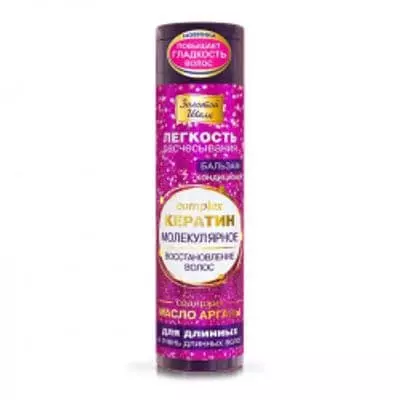 НОВИНКА
ПОВЫШАЕТ
ГЛАДКОСТЬ
ВОЛОС
Золотой
Шелк
ЛЕГКОСТЬ
расчесывания
БАЛЬЗАМ
кондиционер
complex
КЕРАТИН
МОЛЕКУЛЯРНОЕ
ВОССТАНОВЛЕНИЕ
ВОЛОС
содержит
МАСЛО АРГАНЫ
для длинных
и очень длинных волос